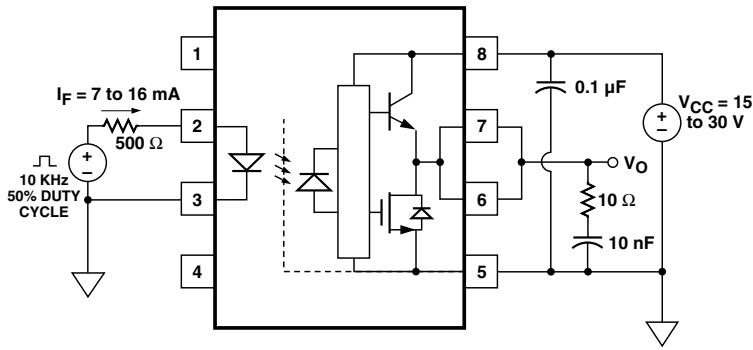 1
8
I_F = 7 to 16 mA
0.1 µF
V_CC = 15
to 30 V
+
–
2
7
500 Ω
+
–
V_O
10 KHz
50% DUTY
CYCLE
3
6
10 Ω
10 nF
4
5